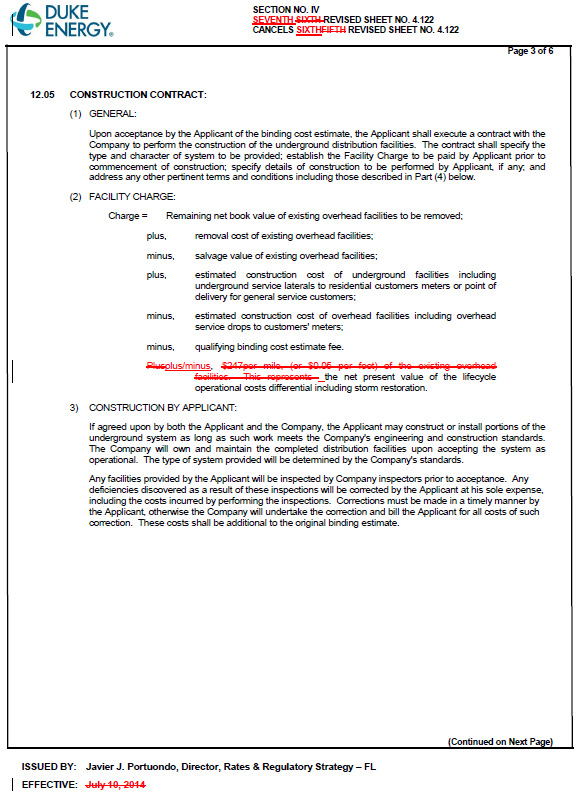 DUKE
ENERGY®
SECTION NO. IV
SEVENTH SIXTH REVISED SHEET NO. 4.122
CANCELS SIXTHFIFTH REVISED SHEET NO. 4.122
Page 3 of 6
12.05 CONSTRUCTION CONTRACT:
(1) GENERAL:
Upon acceptance by the Applicant of the binding cost estimate, the Applicant shall execute a contract with the
Company to perform the construction of the underground distribution facilities. The contract shall specify the
type and character of system to be provided; establish the Facility Charge to be paid by Applicant prior to
commencement of construction; specify details of construction to be performed by Applicant, if any; and
address any other pertinent terms and conditions including those described in Part (4) below.
(2) FACILITY CHARGE:
Charge = Remaining net book value of existing overhead facilities to be removed;
plus, removal cost of existing overhead facilities;
minus, salvage value of existing overhead facilities;
plus, estimated construction cost of underground facilities including
underground service laterals to residential customers meters or point of
delivery for general service customers;
minus, estimated construction cost of overhead facilities including overhead
service drops to customers' meters;
minus, qualifying binding cost estimate fee.
Plusplus/minus, $247per mile, (or $0.05 per foot) of the existing overhead
facilities. This represents the net present value of the lifecycle
operational costs differential including storm restoration.
3) CONSTRUCTION BY APPLICANT:
If agreed upon by both the Applicant and the Company, the Applicant may construct or install portions of the
underground system as long as such work meets the Company's engineering and construction standards.
The Company will own and maintain the completed distribution facilities upon accepting the system as
operational. The type of system provided will be determined by the Company's standards.
Any facilities provided by the Applicant will be inspected by Company inspectors prior to acceptance. Any
deficiencies discovered as a result of these inspections will be corrected by the Applicant at his sole expense,
including the costs incurred by performing the inspections. Corrections must be made in a timely manner by
the Applicant, otherwise the Company will undertake the correction and bill the Applicant for all costs of such
correction. These costs shall be additional to the original binding estimate.
(Continued on Next Page)
ISSUED BY: Javier J. Portuondo, Director, Rates & Regulatory Strategy – FL
EFFECTIVE: July 10, 2014